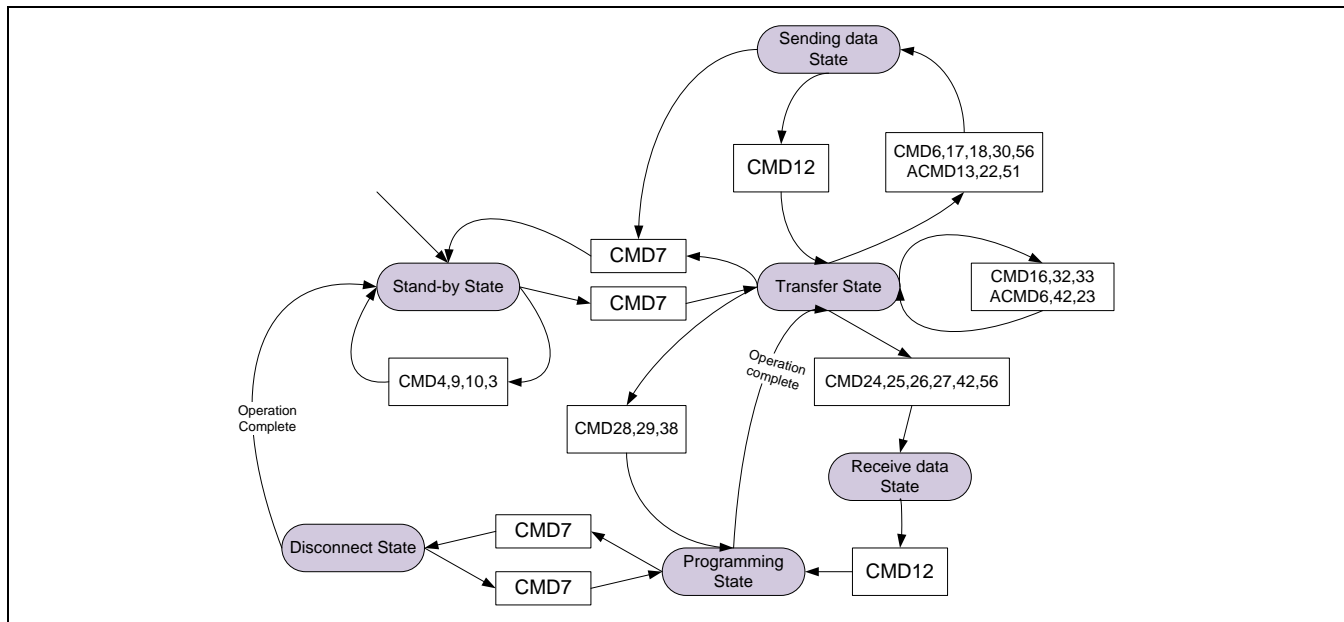 Sending data
State
CMD12
CMD6,17,18,30,56
ACMD13,22,51
CMD7
Stand-by State
CMD7
Transfer State
CMD16,32,33
ACMD6,42,23
CMD4,9,10,3
Operation
complete
CMD24,25,26,27,42,56
Operation
Complete
CMD28,29,38
Receive data
State
CMD7
Disconnect State
CMD7
Programming
State
CMD12